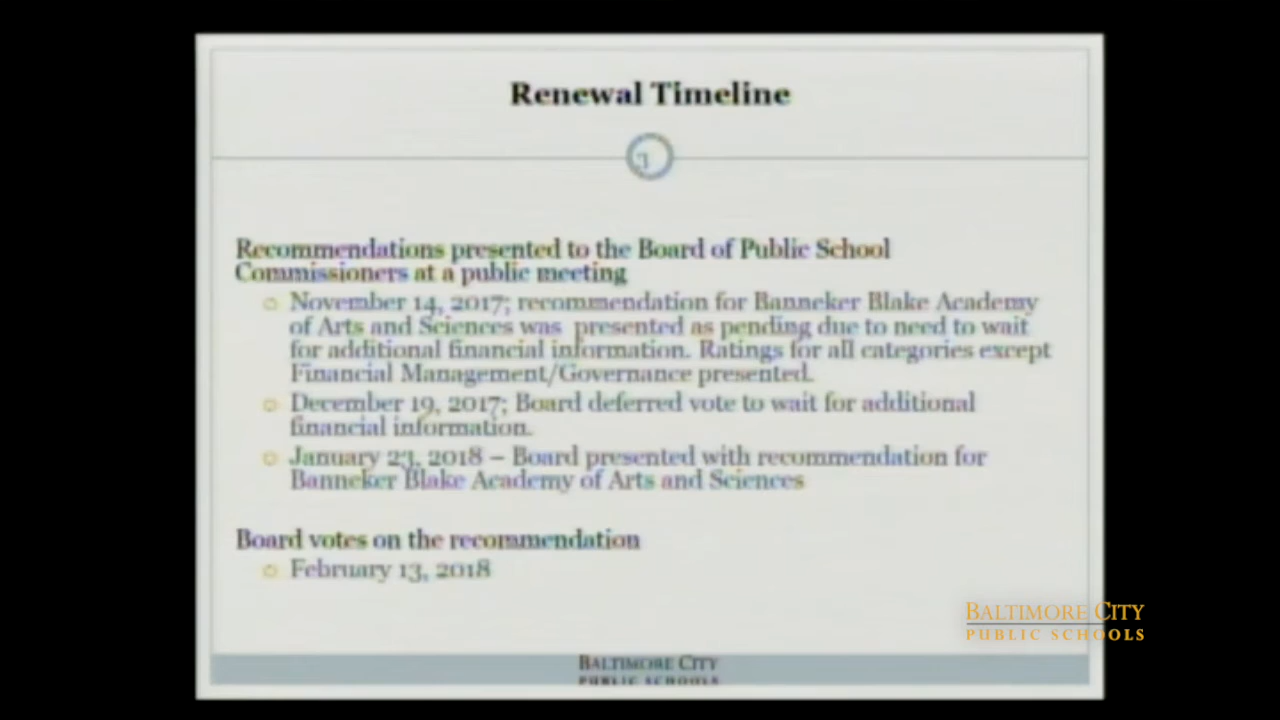 Renewal Timeline
Recommendations presented to the Board of Public School
Commissioners at a public meeting
November 14, 2017; recommendation for Banneker Blake Academy
of Arts and Sciences was presented as pending due to need to wait
for additional financial information. Ratings for all categories except
Financial Management/Governance presented.
December 19, 2017; Board deferred vote to wait for additional
financial information.
January 23, 2018 – Board presented with recommendation for
Banneker Blake Academy of Arts and Sciences
Board votes on the recommendation
February 13, 2018
BALTIMORE CITY
PUBLIC SCHOOLS
BALTIMORE CITY
PUBLIC SCHOOLS